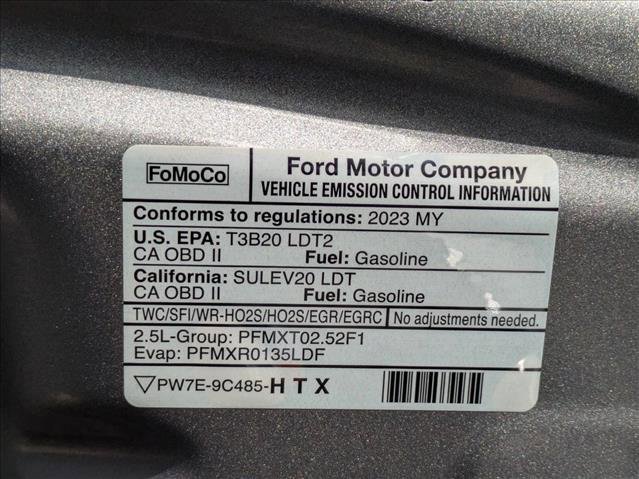 FoMoCo
Ford Motor Company
VEHICLE EMISSION CONTROL INFORMATION
Conforms to regulations: 2023 MY
U.S. EPA: T3B20 LDT2
CA OBD II Fuel: Gasoline
California: SULEV20 LDT
CA OBD II Fuel: Gasoline
TWC/SFI/WR-HO2S/HO2S/EGR/EGRC No adjustments needed.
2.5L-Group: PFMXT02.52F1
Evap: PFMXR0135LDF
PW7E-9C485-HTX